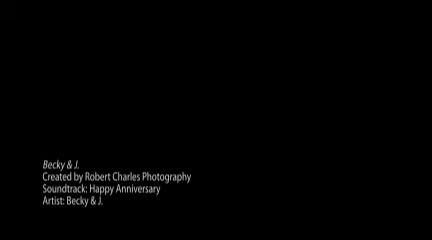 Becky & J.
Created by Robert Charles Photography
Soundtrack: Happy Anniversary
Artist: Becky & J.